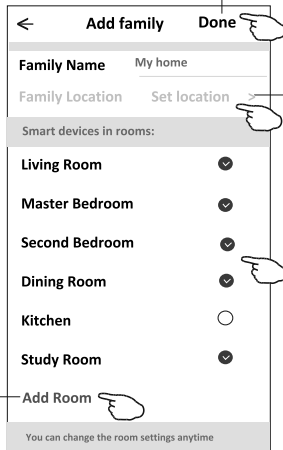 Add family Done
Family Name My home
Family Location Set location >
Smart devices in rooms:
Living Room
Master Bedroom
Second Bedroom
Dining Room
Kitchen
Study Room
Add Room
You can change the room settings anytime